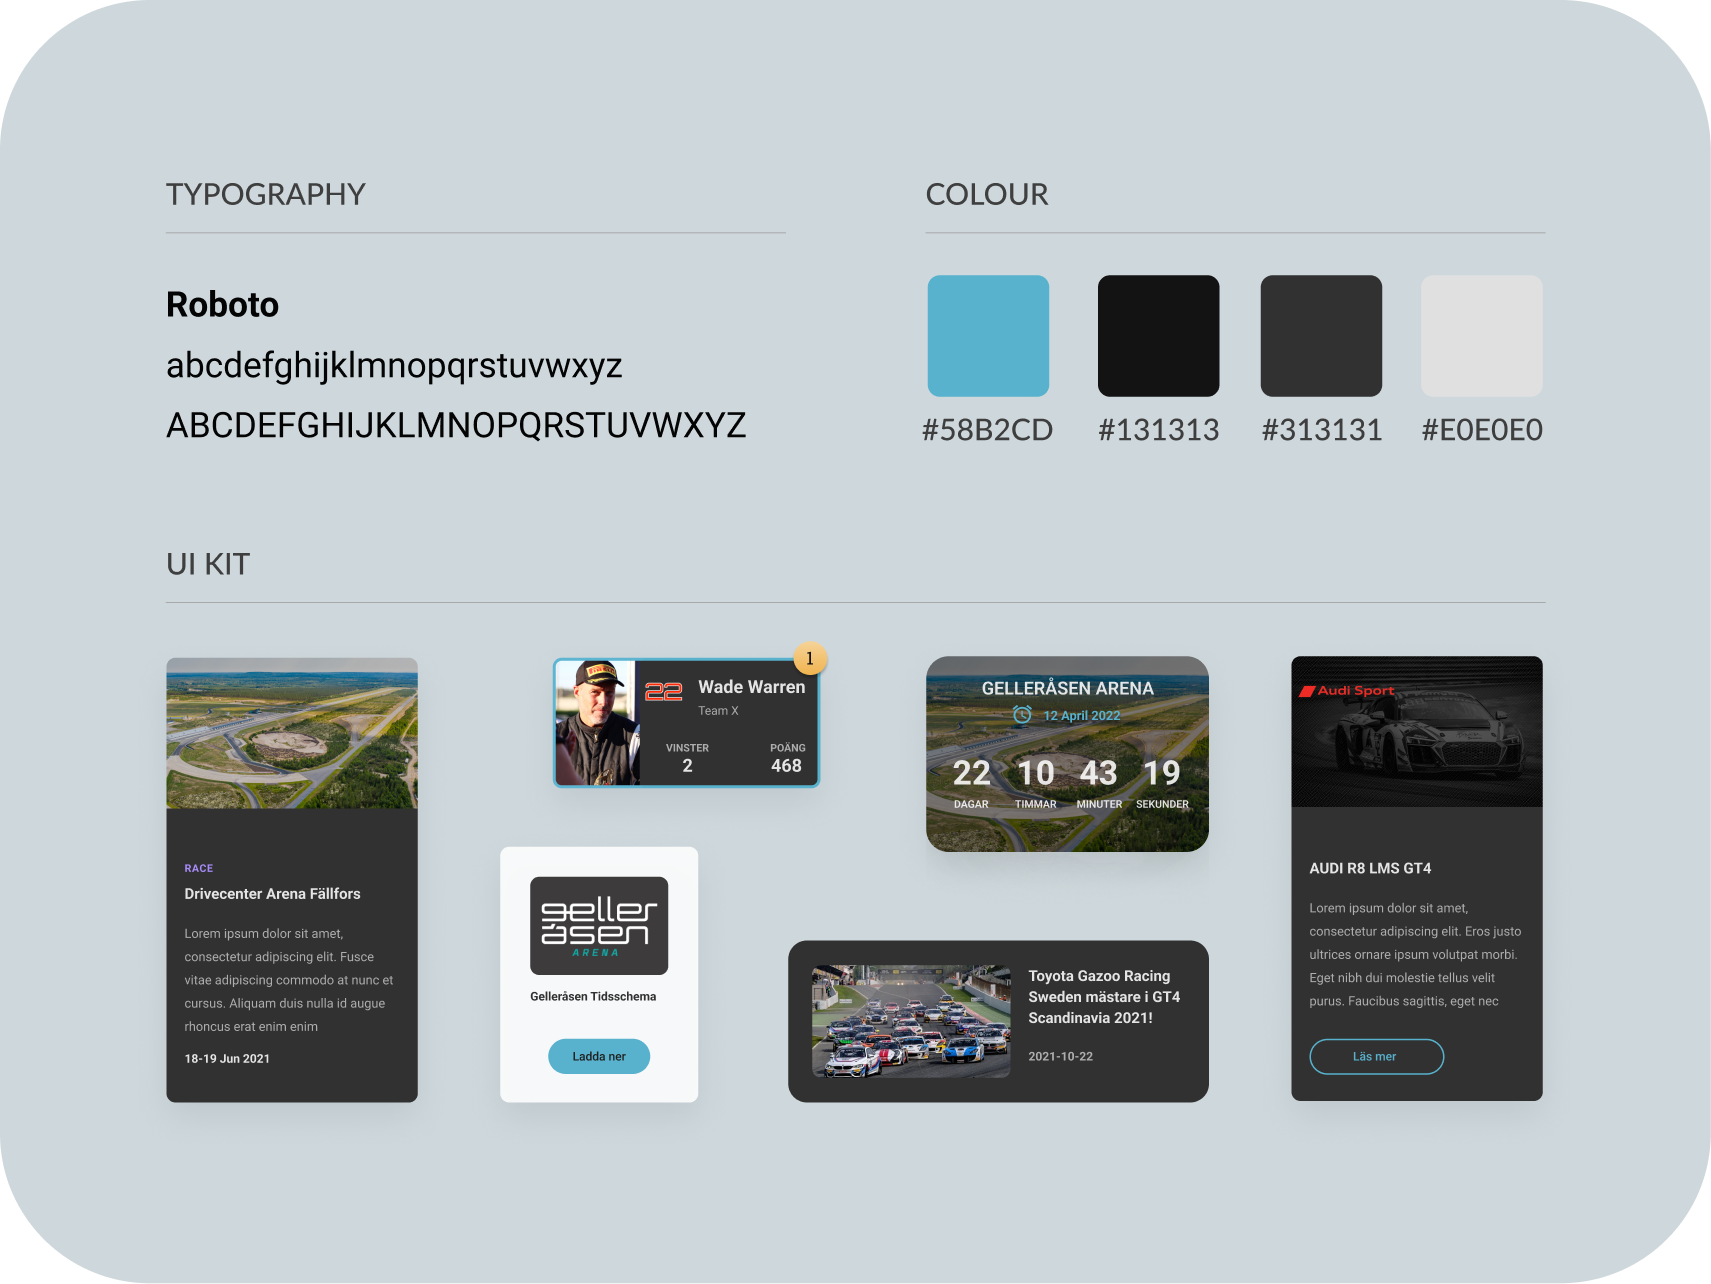 TYPOGRAPHY
Roboto
abcdefghijklmnopqrstuvwxyz
ABCDEFGHIJKLMNOPQRSTUVWXYZ
COLOUR
#58B2CD
#131313
#313131
#E0E0E0
UI KIT
RACE
Drivecenter Arena Fällfors
Lorem ipsum dolor sit amet,
consectetur adipiscing elit. Fusce
vitae adipiscing commodo at nunc et
cursus. Aliquam duis nulla id augue
rhoncus erat enim enim
18-19 Jun 2021
1
22
Wade Warren
Team X
VINSTER
2
POÄNG
468
geller
åsen
ARENA
Gelleråsen Tidsschema
Ladda ner
GELLERÅSEN ARENA
12 April 2022
22 10 43 19
DAGAR TIMMAR MINUTER SEKUNDER
Toyota Gazoo Racing
Sweden mästare i GT4
Scandinavia 2021!
2021-10-22
Audi Sport
AUDI R8 LMS GT4
Lorem ipsum dolor sit amet,
consectetur adipiscing elit. Eros justo
ultrices ornare ipsum volutpat morbi.
Eget nibh dui molestie tellus velit
purus. Faucibus sagittis, eget nec
Läs mer